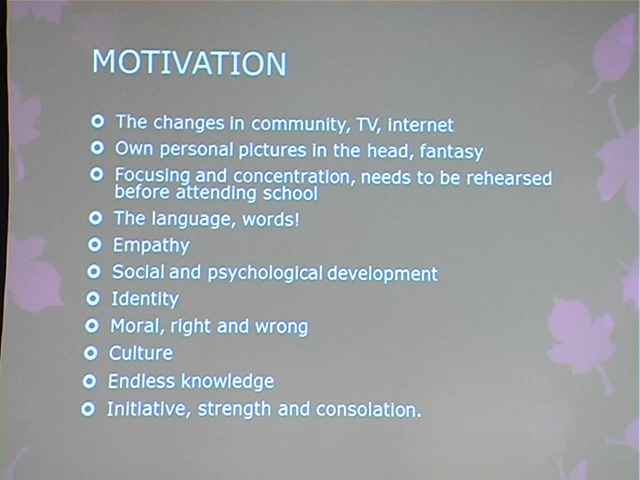 MOTIVATION
The changes in community, TV, internet
Own personal pictures in the head, fantasy
Focusing and concentration, needs to be rehearsed
before attending school
The language, words!
Empathy
Social and psychological development
Identity
Moral, right and wrong
Culture
Endless knowledge
Initiative, strength and consolation.